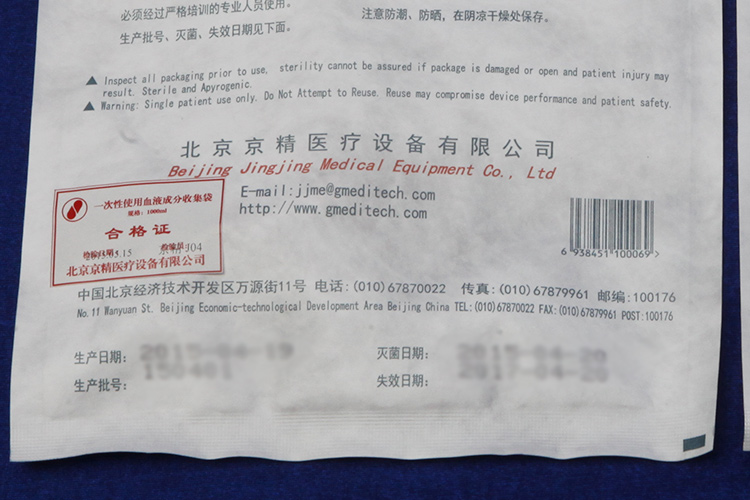 必须经过严格培训的专业人员使用。
生产批号、灭菌、失效日期见下面。
注意防潮、防晒，在阴凉干燥处保存。
▲ Inspect all packaging prior to use, sterility cannot be assured if package is damaged or open and patient injury may
result. Sterile and Apyrogenic.
▲ Warning: Single patient use only. Do Not Attempt to Reuse. Reuse may compromise device performance and patient safety.
北京京精医疗设备有限公司
Beijing Jingjing Medical Equipment Co., Ltd
E-mail:jjme@gmeditech.com
http://www.gmeditech.com
一次性使用血液成分收集袋
规格：1000ml
合格证
北京京精医疗设备有限公司
6 938451 100069 >
中国北京经济技术开发区万源街11号 电话：(010)67870022 传真：(010)67879961 邮编：100176
No.11 Wanyuan St. Beijing Economic-technological Development Area Beijing China TEL:(010)67870022 FAX:(010)67879961 POST:100176
生产日期：
灭菌日期：
生产批号：
失效日期：